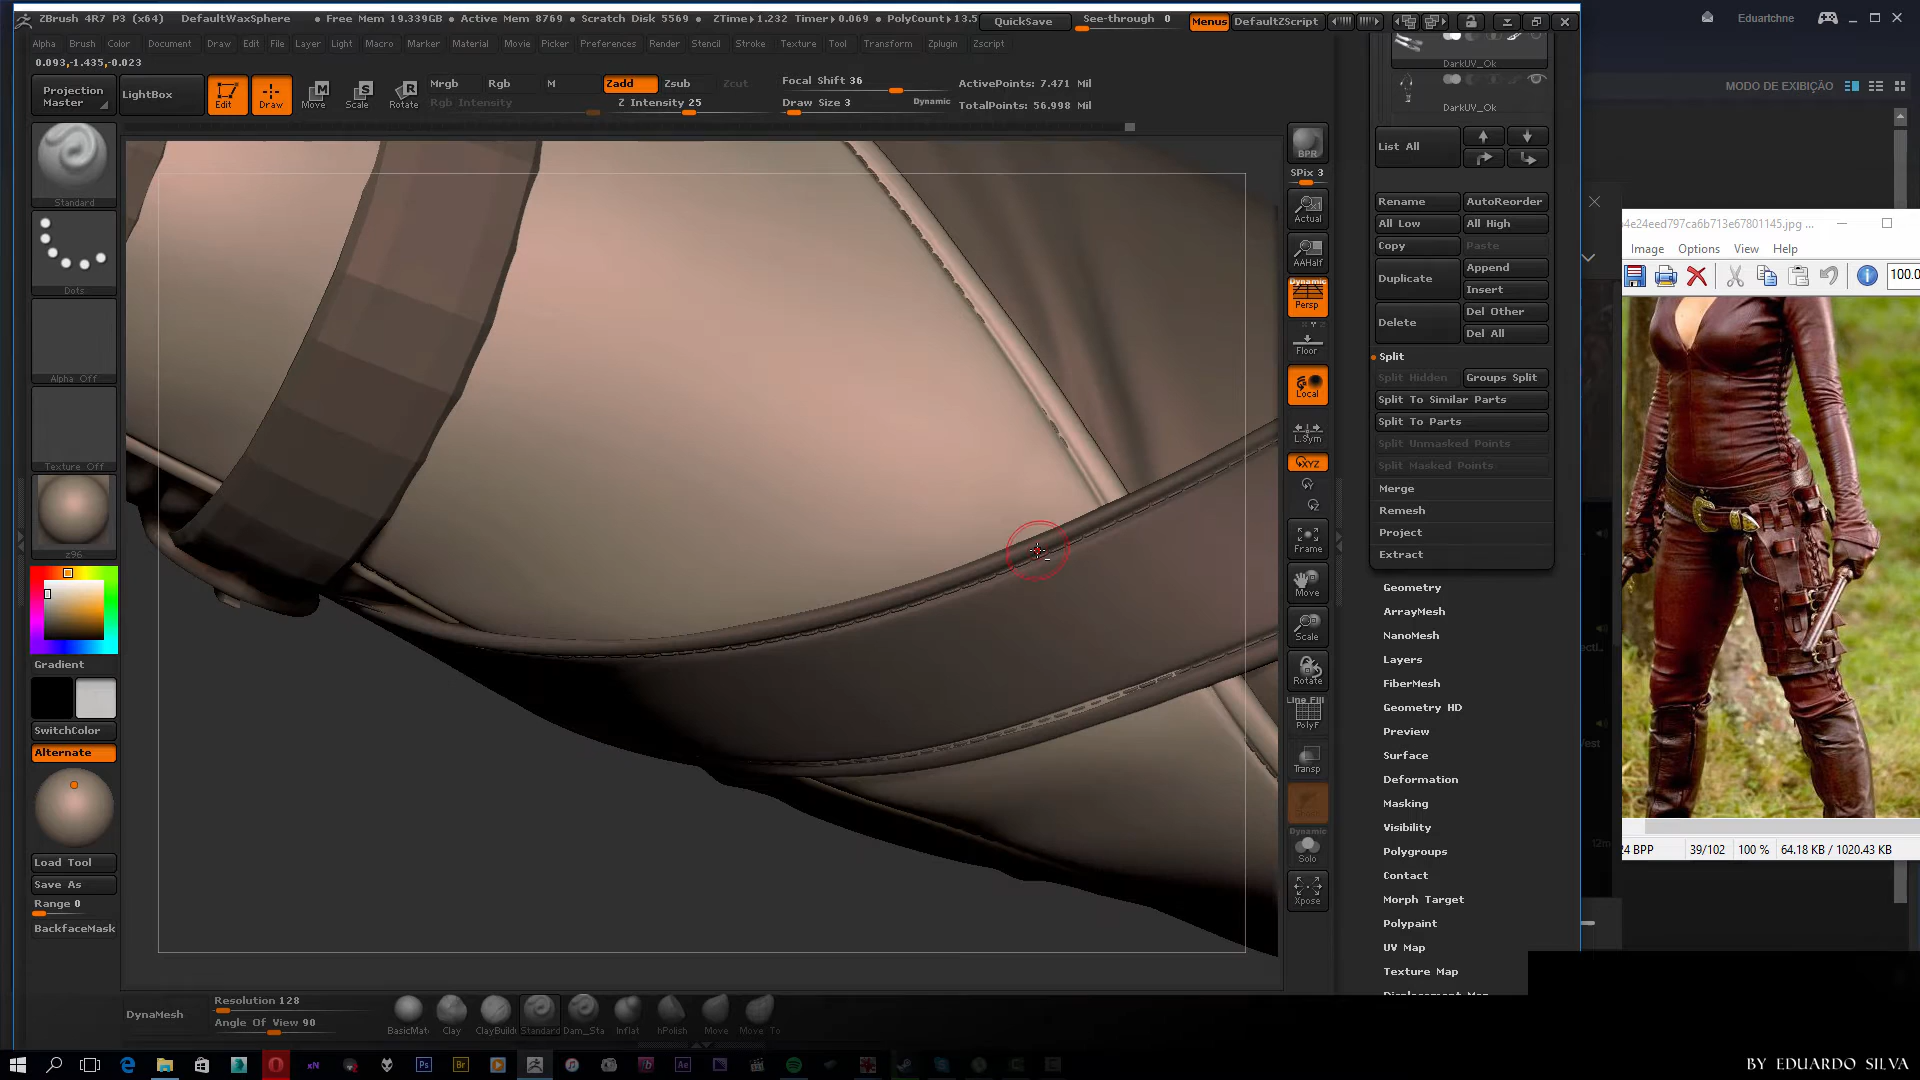 ZBrush 4R7 P3 (x64) DefaultWaxSphere • Free Mem 19.339GB • Active Mem 8769 • Scratch Disk 5569 • ZTime▸1.232 Timer▸0.069 • PolyCount▸13.5
QuickSave See-through 0 Menus DefaultZScript
Eduartchne
Alpha Brush Color Document Draw Edit File Layer Light Macro Marker Material Movie Picker Preferences Render Stencil Stroke Texture Tool Transform Zplugin Zscript
0.093,-1.435,-0.023
Projection Master
LightBox
Edit Draw Move Scale Rotate
Mrgb Rgb M Zadd Zsub Zcut
Rgb Intensity Z Intensity 25
Focal Shift 36
Draw Size 3 Dynamic
ActivePoints: 7.471 Mil
TotalPoints: 56.998 Mil
Standard
Dots
Alpha Off
Texture Off
z96
Gradient
SwitchColor
Alternate
Load Tool
Save As
Range 0
BackfaceMask
BPR
SPix 3
Actual
AAHalf
Dynamic
Persp
Floor
Local
L.Sym
XYZ
Frame
Move
Scale
Rotate
Line Fill
PolyF
Transp
Dynamic
Solo
Xpose
DarkUV_Ok
DarkUV_Ok
List All
Rename AutoReorder
All Low All High
Copy Paste
Duplicate Append
Insert
Delete Del Other
Del All
Split
Split Hidden Groups Split
Split To Similar Parts
Split To Parts
Split Unmasked Points
Split Masked Points
Merge
Remesh
Project
Extract
Geometry
ArrayMesh
NanoMesh
Layers
FiberMesh
Geometry HD
Preview
Surface
Deformation
Masking
Visibility
Polygroups
Contact
Morph Target
Polypaint
UV Map
Texture Map
MODO DE EXIBIÇÃO
4e24eed797ca6b713e67801145.jpg ...
Image Options View Help
100.0
24 BPP 39/102 100 % 64.18 KB / 1020.43 KB
DynaMesh
Resolution 128
Angle Of View 90
BasicMat Clay ClayBuild Standard Dam_Sta Inflat hPolish Move Move To
BY EDUARDO SILVA